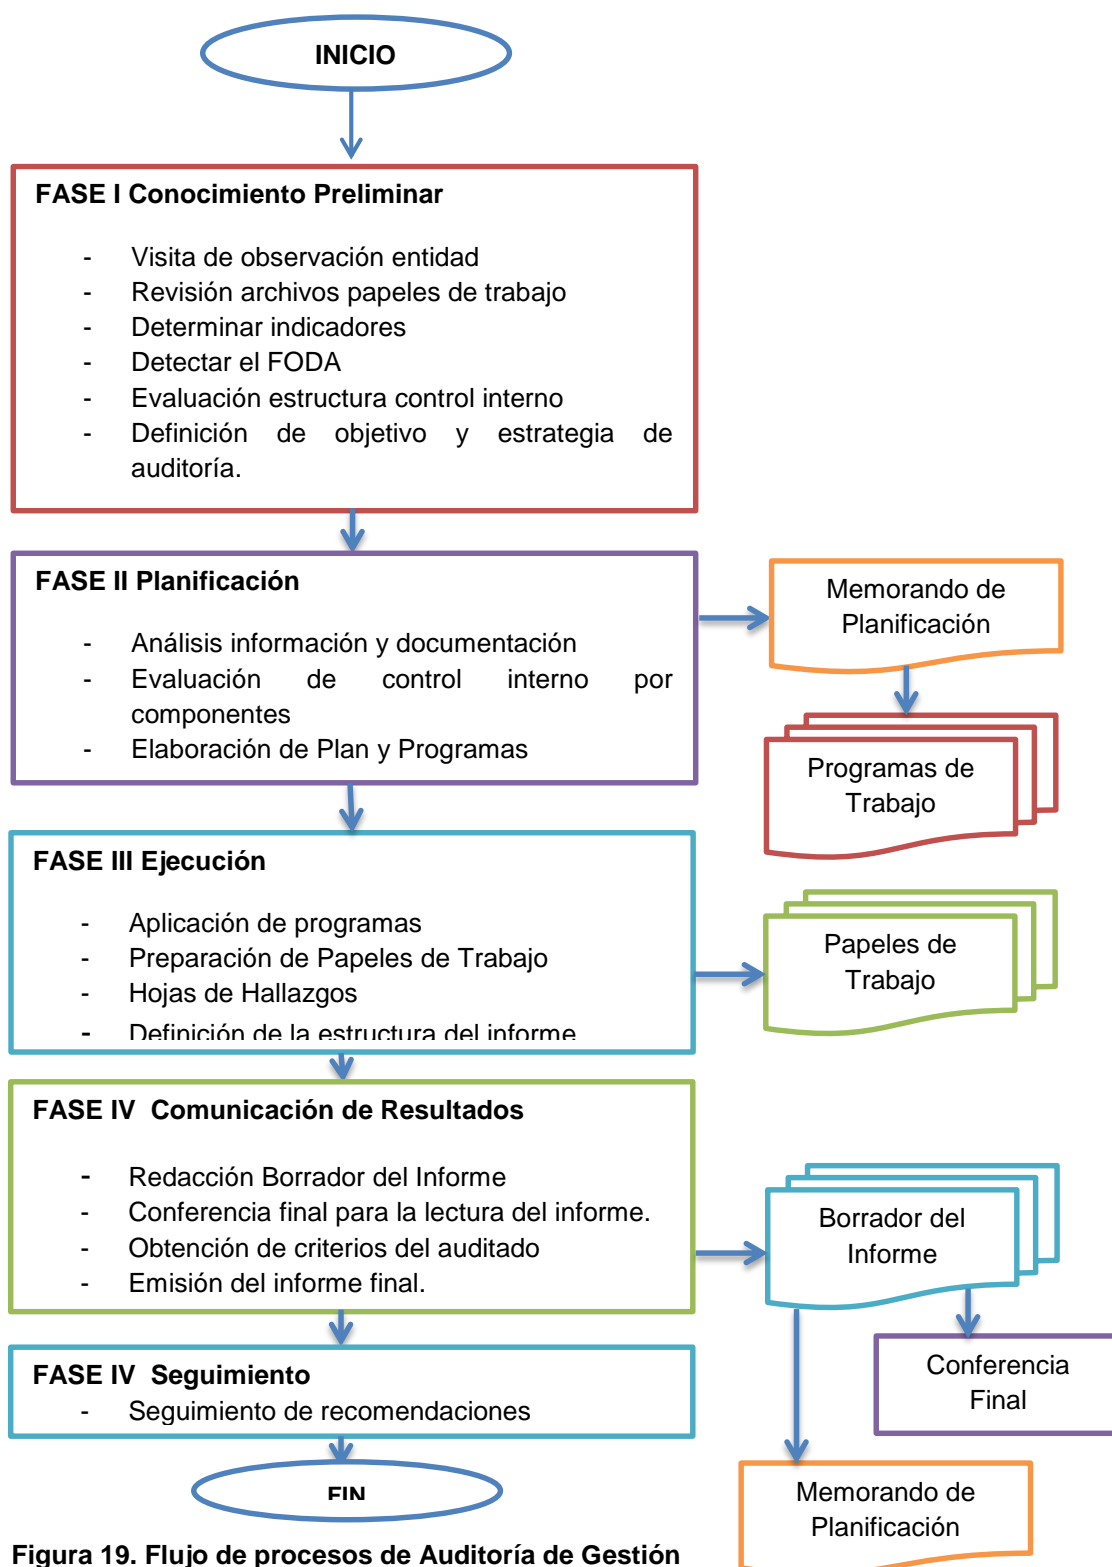 INICIO
FASE I Conocimiento Preliminar
- Visita de observación entidad
- Revisión archivos papeles de trabajo
- Determinar indicadores
- Detectar el FODA
- Evaluación estructura control interno
- Definición de objetivo y estrategia de
auditoría.
FASE II Planificación
- Análisis información y documentación
- Evaluación de control interno por
componentes
- Elaboración de Plan y Programas
Memorando de
Planificación
Programas de
Trabajo
FASE III Ejecución
- Aplicación de programas
- Preparación de Papeles de Trabajo
- Hojas de Hallazgos
- Definición de la estructura del informe
Papeles de
Trabajo
FASE IV Comunicación de Resultados
- Redacción Borrador del Informe
- Conferencia final para la lectura del informe.
- Obtención de criterios del auditado
- Emisión del informe final.
Borrador del
Informe
Conferencia
Final
FASE IV Seguimiento
- Seguimiento de recomendaciones
FIN
Memorando de
Planificación
Figura 19. Flujo de procesos de Auditoría de Gestión